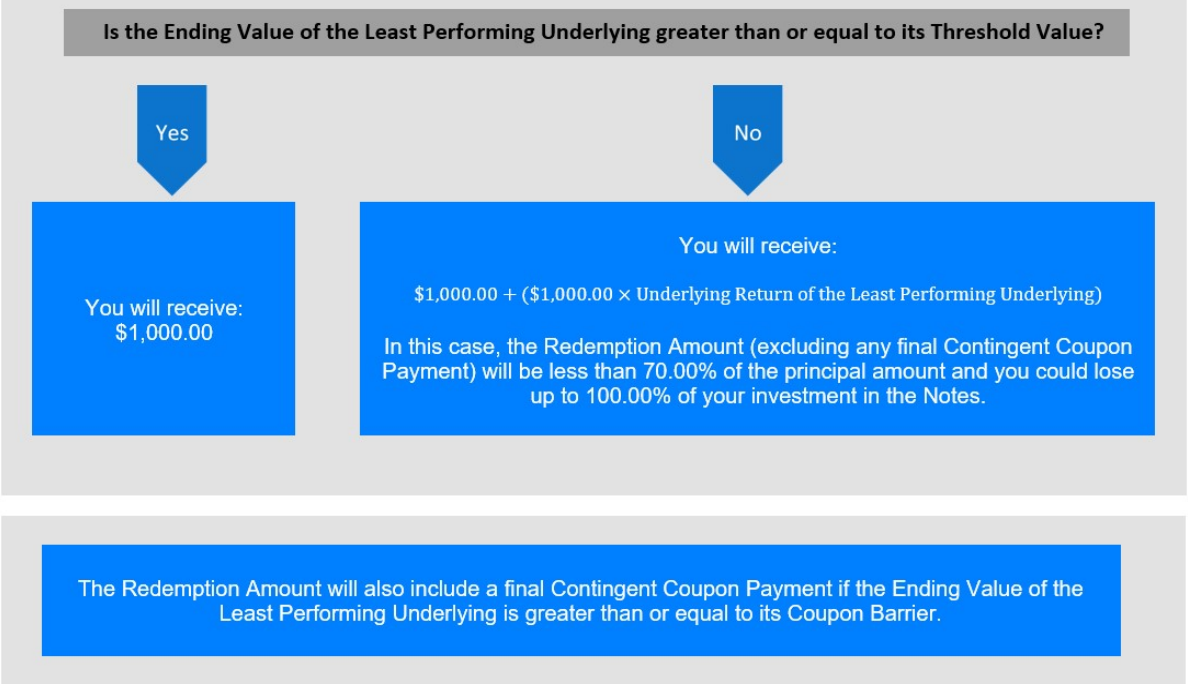 Is the Ending Value of the Least Performing Underlying greater than or equal to its Threshold Value?
Yes
No
You will receive:
$1,000.00
You will receive:
$1,000.00 + ($1,000.00 × Underlying Return of the Least Performing Underlying)
In this case, the Redemption Amount (excluding any final Contingent Coupon
Payment) will be less than 70.00% of the principal amount and you could lose
up to 100.00% of your investment in the Notes.
The Redemption Amount will also include a final Contingent Coupon Payment if the Ending Value of the
Least Performing Underlying is greater than or equal to its Coupon Barrier.